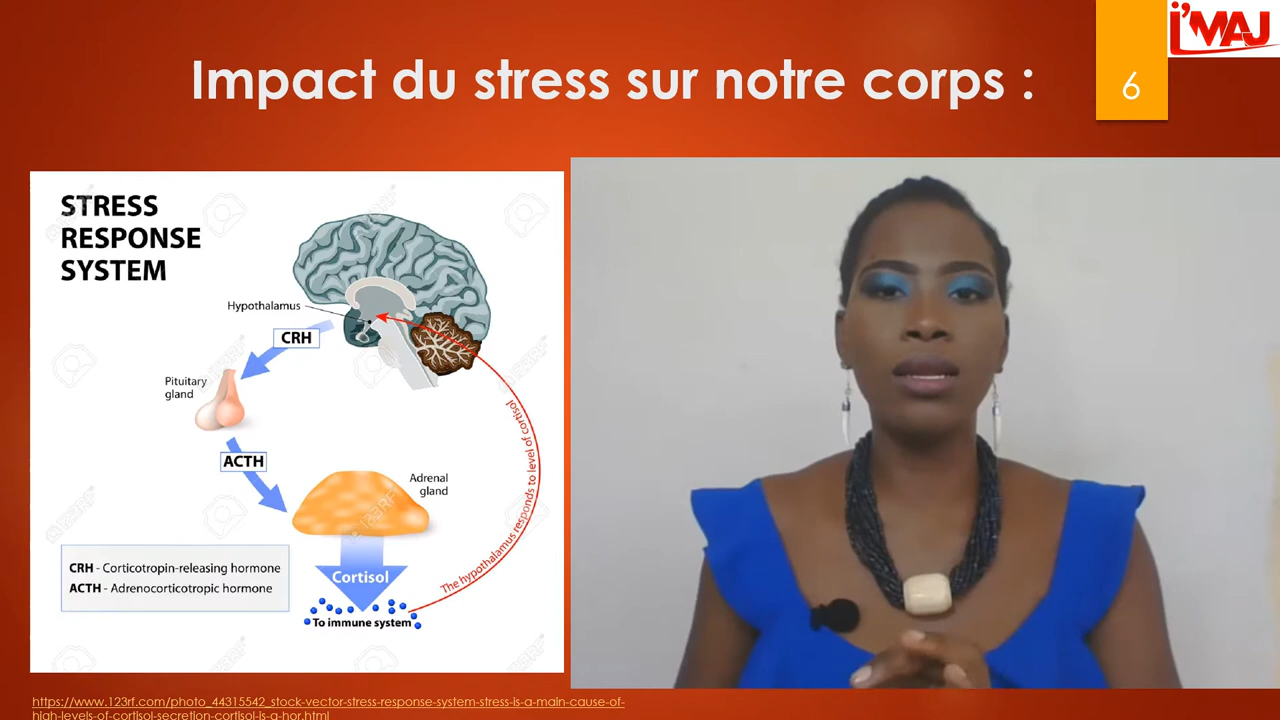 i'MAJ
Impact du stress sur notre corps :
6
STRESS
RESPONSE
SYSTEM
Hypothalamus
CRH
Pituitary
gland
ACTH
Adrenal
gland
CRH - Corticotropin-releasing hormone
ACTH - Adrenocorticotropic hormone
Cortisol
To immune system
The hypothalamus responds to level of cortisol
https://www.123rf.com/photo_44315542_stock-vector-stress-response-system-stress-is-a-main-cause-of-
high-levels-of-cortisol-secretion-cortisol-is-a-hor.html